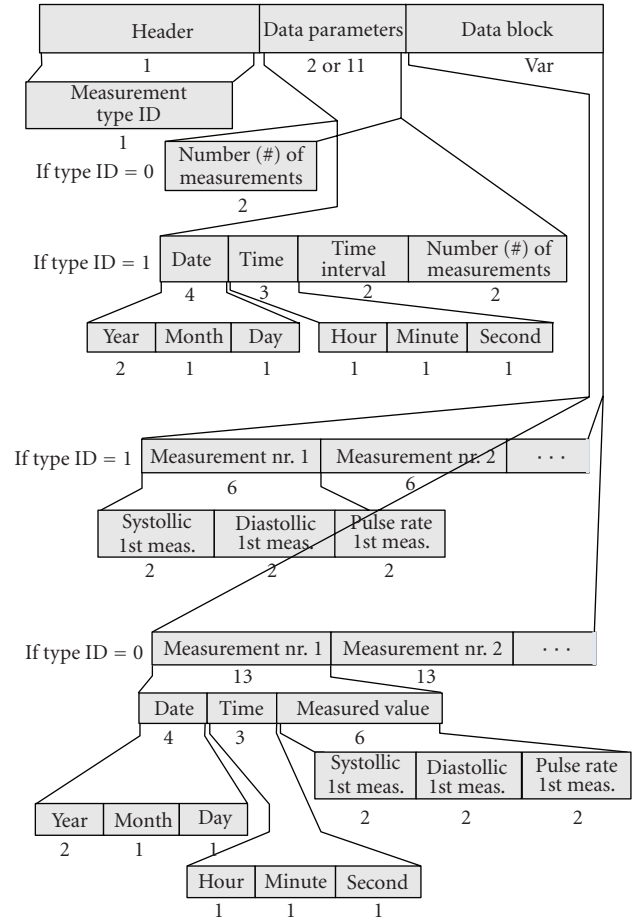 Header Data parameters Data block
1 2 or 11 Var
Measurement
type ID
1
If type ID = 0
Number (#) of
measurements
2
If type ID = 1
Date Time Time interval Number (#) of measurements
4 3 2 2
Year Month Day Hour Minute Second
2 1 1 1 1 1
If type ID = 1 Measurement nr. 1 Measurement nr. 2 · · ·
6 6
Systollic 1st meas. Diastollic 1st meas. Pulse rate 1st meas.
2 2 2
If type ID = 0 Measurement nr. 1 Measurement nr. 2 · · ·
13 13
Date Time Measured value
4 3 6
Systollic 1st meas. Diastollic 1st meas. Pulse rate 1st meas.
2 2 2
Year Month Day
2 1 1
Hour Minute Second
1 1 1